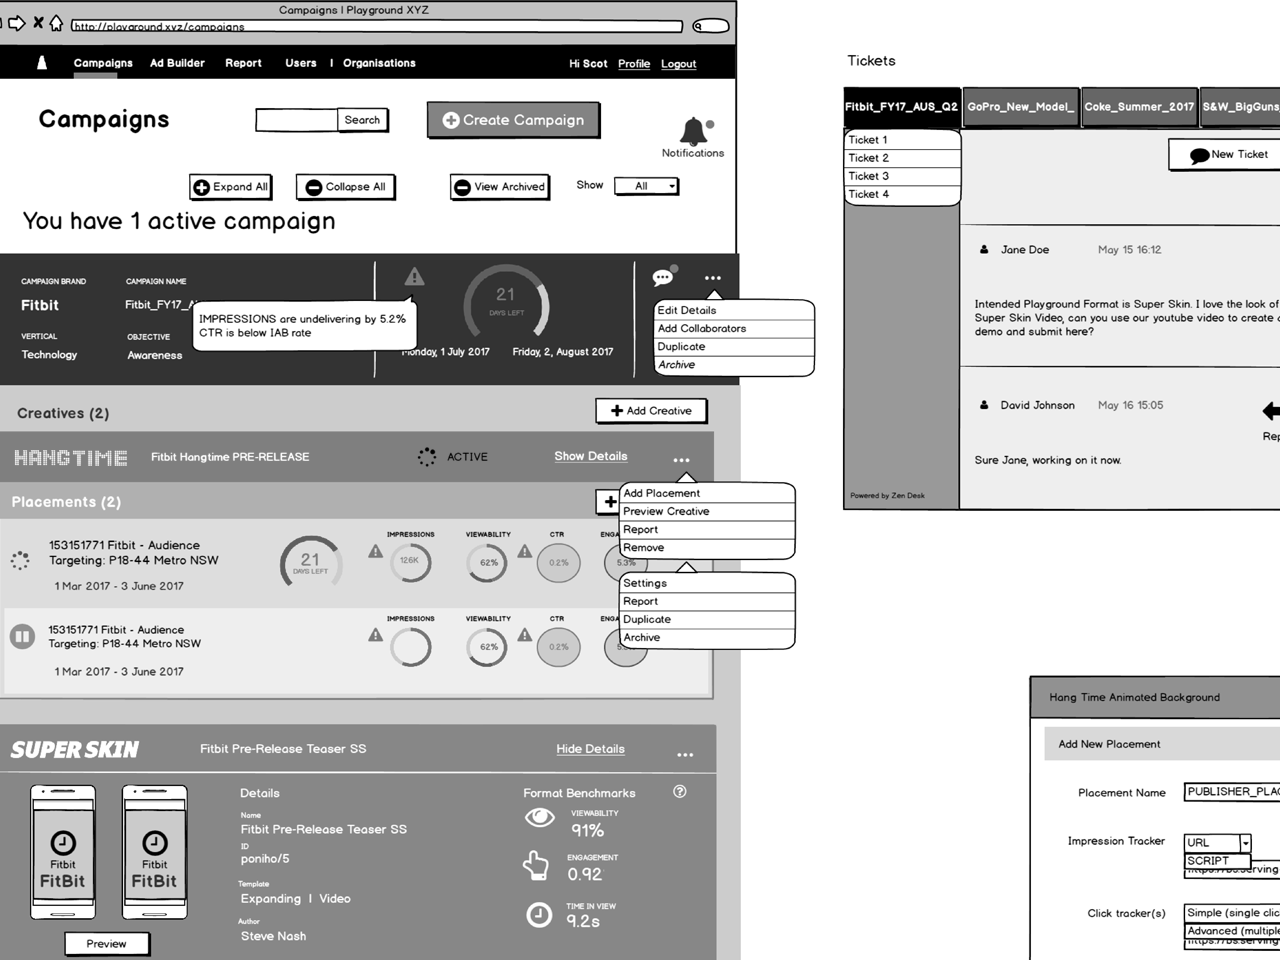 Campaigns | Playground XYZ
http://playground.xyz/campaigns
Campaigns
Ad Builder
Report
Users
|
Organisations
Hi Scot
Profile
Logout
Campaigns
Search
Create Campaign
Notifications
Expand All
Collapse All
View Archived
Show
All
You have 1 active campaign
CAMPAIGN BRAND
CAMPAIGN NAME
Fitbit
Fitbit_FY17_A
VERTICAL
OBJECTIVE
Technology
Awareness
IMPRESSIONS are undelivering by 5.2%
CTR is below IAB rate
21
DAYS LEFT
Monday, 1 July 2017
Friday, 2, August 2017
Edit Details
Add Collaborators
Duplicate
Archive
Creatives (2)
Add Creative
HANGTIME
Fitbit Hangtime PRE-RELEASE
ACTIVE
Show Details
Placements (2)
Add Placement
Preview Creative
Report
Remove
153151771 Fitbit - Audience
Targeting: P18-44 Metro NSW
1 Mar 2017 - 3 June 2017
21
DAYS LEFT
IMPRESSIONS
126K
VIEWABILITY
62%
CTR
0.2%
ENGA
5.3%
Settings
Report
Duplicate
Archive
153151771 Fitbit - Audience
Targeting: P18-44 Metro NSW
1 Mar 2017 - 3 June 2017
IMPRESSIONS
VIEWABILITY
62%
CTR
0.2%
ENGA
SUPER SKIN
Fitbit Pre-Release Teaser SS
Hide Details
Fitbit
FitBit
Fitbit
FitBit
Preview
Details
Name
Fitbit Pre-Release Teaser SS
ID
poniho/5
Template
Expanding | Video
Author
Steve Nash
Format Benchmarks
?
VIEWABILITY
91%
ENGAGEMENT
0.92
TIME IN VIEW
9.2s
Tickets
Fitbit_FY17_AUS_Q2
GoPro_New_Model_
Coke_Summer_2017
S&W_BigGuns
Ticket 1
Ticket 2
Ticket 3
Ticket 4
New Ticket
Jane Doe
May 15 16:12
Intended Playground Format is Super Skin. I love the look of
Super Skin Video, can you use our youtube video to create a
demo and submit here?
David Johnson
May 16 15:05
Rep
Sure Jane, working on it now.
Powered by Zen Desk
Hang Time Animated Background
Add New Placement
Placement Name
PUBLISHER_PLAC
Impression Tracker
URL
SCRIPT
https://bs.serving
Click tracker(s)
Simple (single clic
Advanced (multiple
https://bs.serving